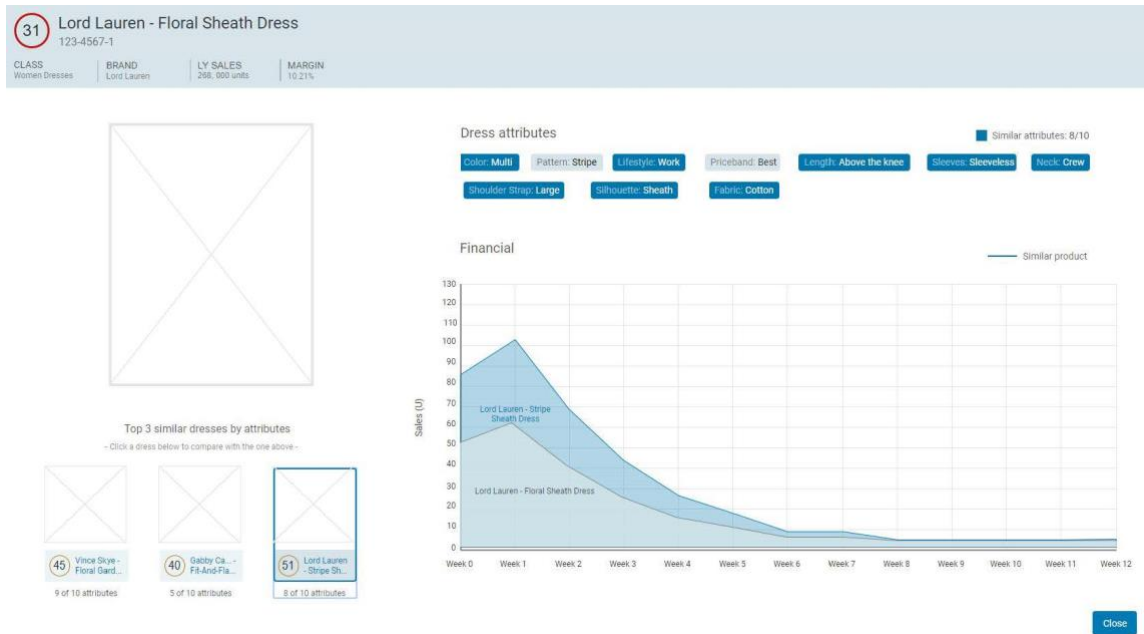 31
Lord Lauren - Floral Sheath Dress
123-4567-1
CLASS
Women Dresses
BRAND
Lord Lauren
LY SALES
268, 000 units
MARGIN
10.21%
Dress attributes
Similar attributes: 8/10
Color: Multi
Pattern: Stripe
Lifestyle: Work
Priceband: Best
Length: Above the knee
Sleeves: Sleeveless
Neck: Crew
Shoulder Strap: Large
Silhouette: Sheath
Fabric: Cotton
Top 3 similar dresses by attributes
- Click a dress below to compare with the one above -
45
Vince Skye -
Floral Gard...
9 of 10 attributes
40
Gabby Ca... -
Fit-And-Fla...
5 of 10 attributes
51
Lord Lauren
- Stripe Sh...
8 of 10 attributes
Financial
Similar product
Sales (U)
130
120
110
100
90
80
70
60
50
40
30
20
10
0
Lord Lauren - Stripe
Sheath Dress
Lord Lauren - Floral Sheath Dress
Week 0
Week 1
Week 2
Week 3
Week 4
Week 5
Week 6
Week 7
Week 8
Week 9
Week 10
Week 11
Week 12
Close